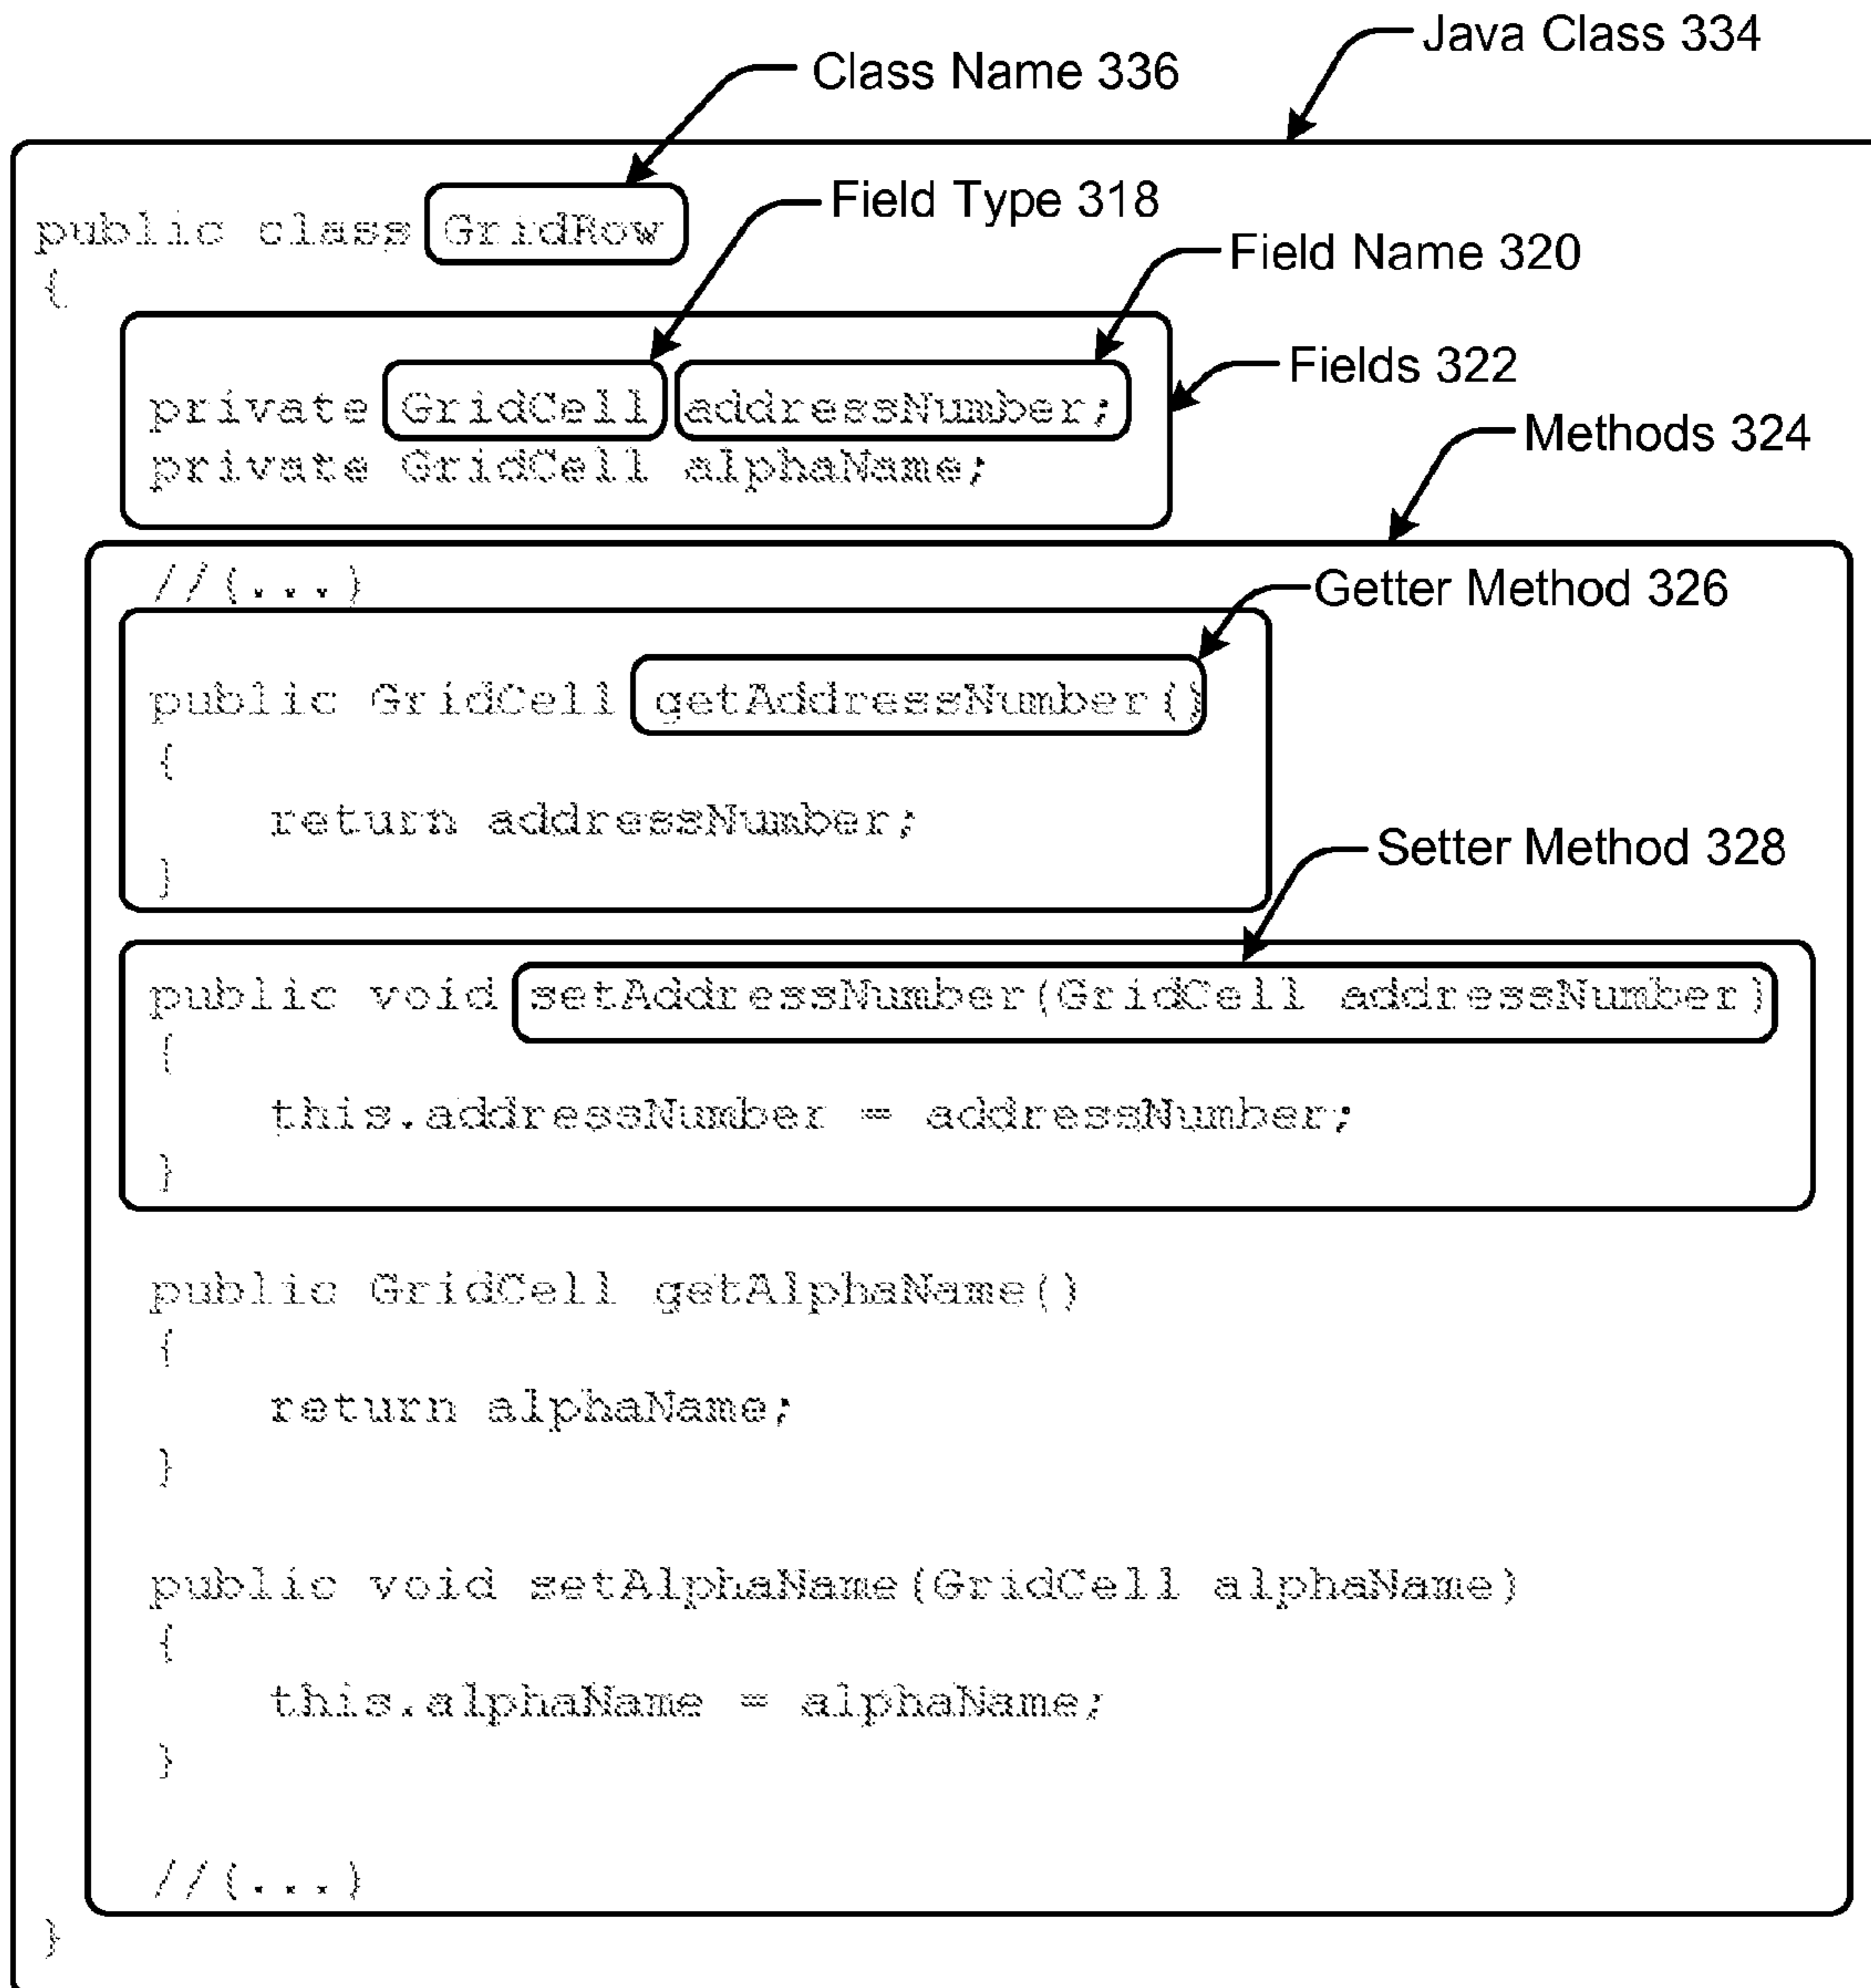 Java Class 334
Class Name 336
public class GridRow
Field Type 318
{
Field Name 320
Fields 322
private GridCell addressNumber;
private GridCell alphaName;
Methods 324
//(...)
Getter Method 326
public GridCell getAddressNumber()
{
return addressNumber;
}
Setter Method 328
public void setAddressNumber(GridCell addressNumber)
{
this.addressNumber = addressNumber;
}
public GridCell getAlphaName()
{
return alphaName;
}
public void setAlphaName(GridCell alphaName)
{
this.alphaName = alphaName;
}
//(...)
}